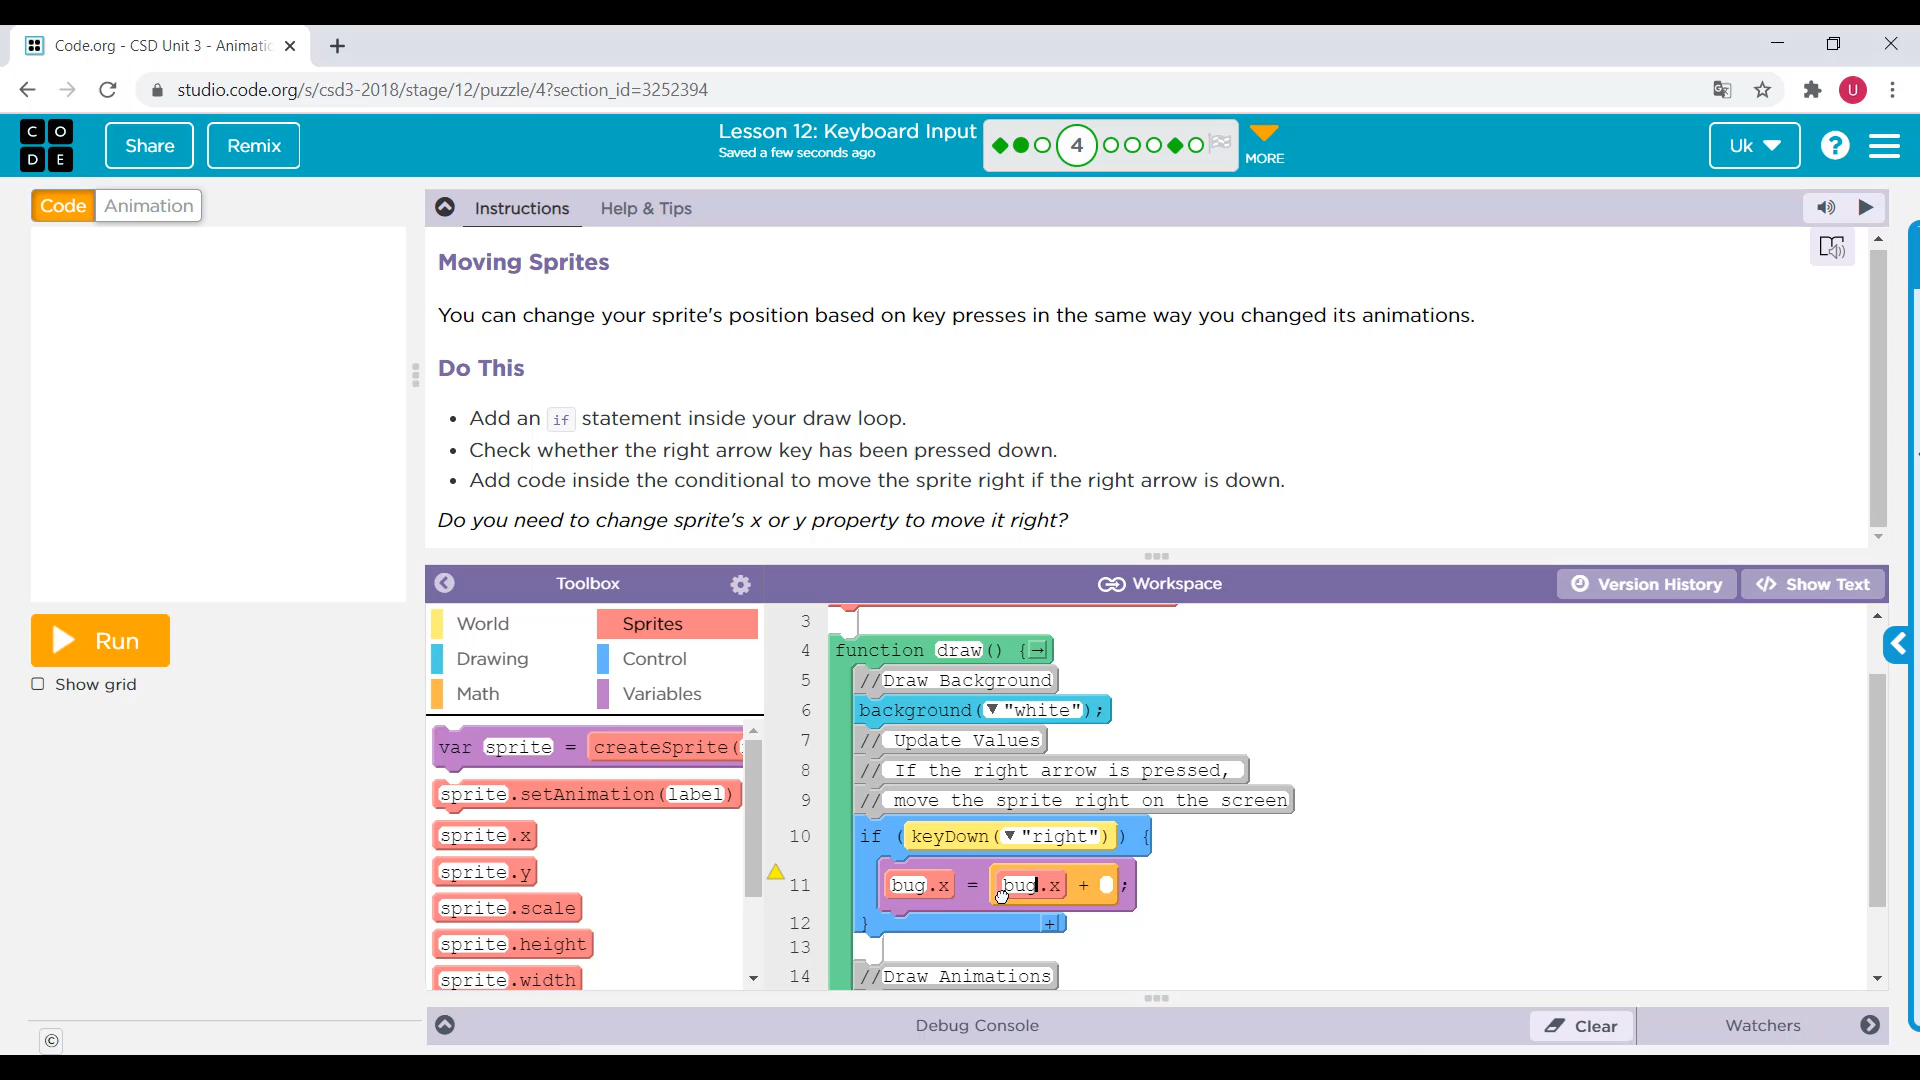 Code.org - CSD Unit 3 - Animatic
studio.code.org/s/csd3-2018/stage/12/puzzle/4?section_id=3252394
U
C O
D E
Share
Remix
Lesson 12: Keyboard Input
Saved a few seconds ago
4
MORE
Uk
?
Code
Animation
Instructions
Help & Tips
Moving Sprites
You can change your sprite's position based on key presses in the same way you changed its animations.
Do This
• Add an if statement inside your draw loop.
• Check whether the right arrow key has been pressed down.
• Add code inside the conditional to move the sprite right if the right arrow is down.
Do you need to change sprite's x or y property to move it right?
Run
Show grid
Toolbox
Workspace
Version History
Show Text
World
Sprites
Drawing
Control
Math
Variables
var sprite = createSprite(
sprite.setAnimation(label)
sprite.x
sprite.y
sprite.scale
sprite.height
sprite.width
3
4 function draw() {
5 //Draw Background
6 background("white");
7 // Update Values
8 // If the right arrow is pressed,
9 // move the sprite right on the screen
10 if (keyDown("right")) {
11 bug.x = bug.x + ;
12 }
13
14 //Draw Animations
Debug Console
Clear
Watchers
©